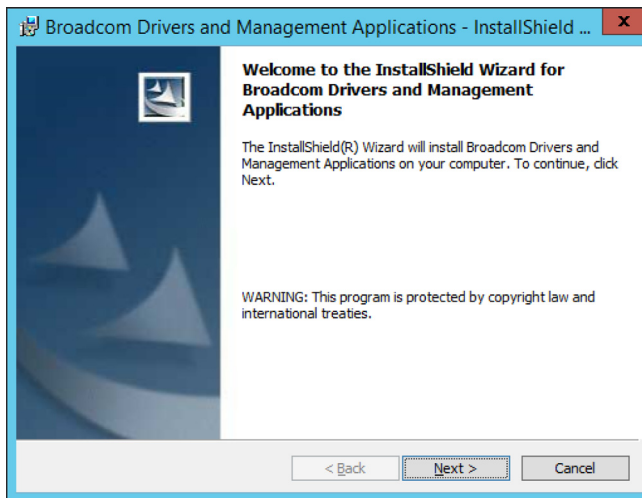 Broadcom Drivers and Management Applications - InstallShield ...
x
Welcome to the InstallShield Wizard for
Broadcom Drivers and Management
Applications
The InstallShield(R) Wizard will install Broadcom Drivers and
Management Applications on your computer. To continue, click
Next.
WARNING: This program is protected by copyright law and
international treaties.
< Back
Next >
Cancel